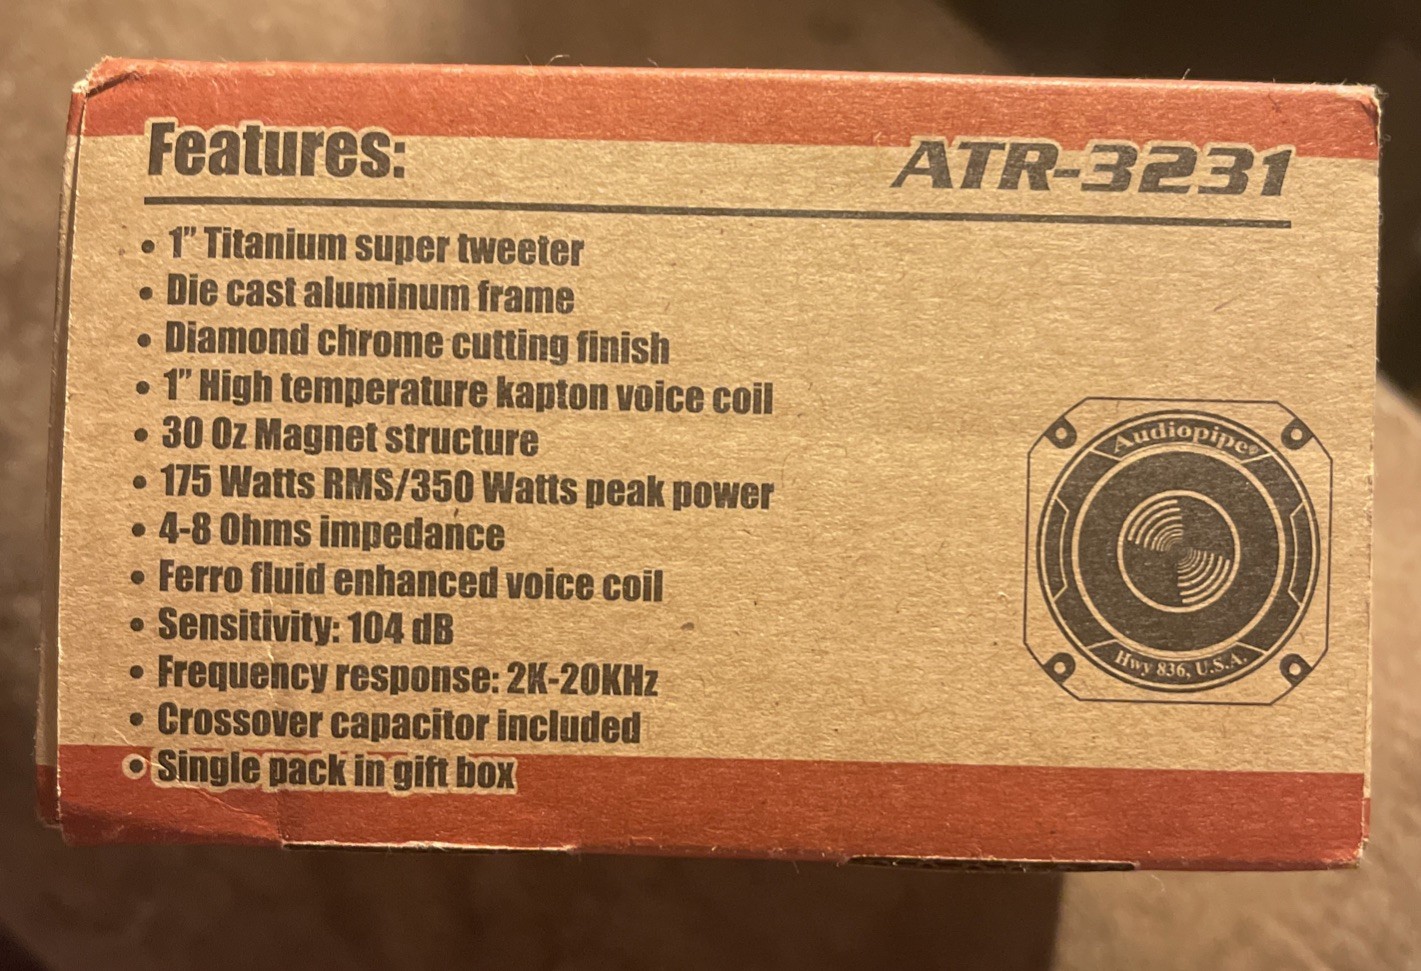 Features:
ATR-3231
• 1” Titanium super tweeter
• Die cast aluminum frame
• Diamond chrome cutting finish
• 1” High temperature kapton voice coil
• 30 Oz Magnet structure
• 175 Watts RMS/350 Watts peak power
• 4-8 Ohms impedance
• Ferro fluid enhanced voice coil
• Sensitivity: 104 dB
• Frequency response: 2K-20KHz
• Crossover capacitor included
• Single pack in gift box
Audiopipe®
Hwy 836, U.S.A.